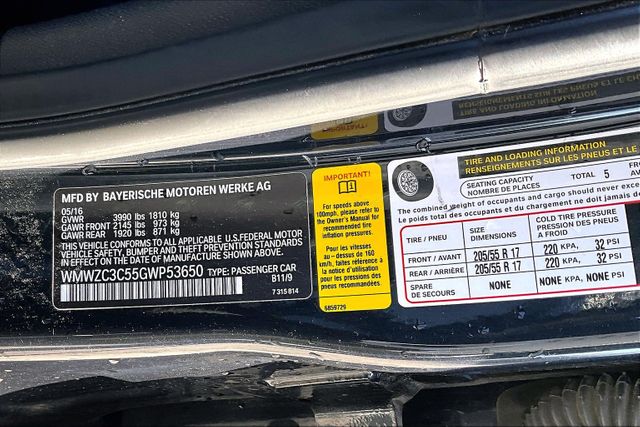 MFD BY BAYERISCHE MOTOREN WERKE AG
05/16
GVWR 3990 lbs 1810 kg
GAWR FRONT 2145 lbs 973 kg
GAWR REAR 1920 lbs 871 kg
THIS VEHICLE CONFORMS TO ALL APPLICABLE U.S.FEDERAL MOTOR
VEHICLE SAFETY, BUMPER, AND THEFT PREVENTION STANDARDS
IN EFFECT ON THE DATE OF MANUFACTURE SHOWN ABOVE.
WMWZC3C55GWP53650 TYPE: PASSENGER CAR
B11/9
7 315 814
IMPORTANT!
For speeds above
100mph, please refer to
the Owner's Manual for
recommended tire
inflation pressures.
Pour les vitesses
au-dessus de 160
km/h, faites référence à
la notice d'utilisation
pour les pressions des
pneus recommandées.
6859729
TIRE AND LOADING INFORMATION
RENSEIGNEMENTS SUR LES PNEUS ET LE
SEATING CAPACITY
NOMBRE DE PLACES
TOTAL 5
The combined weight of occupants and cargo should never exce
Le poids total des occupants et du chargement ne doit
TIRE / PNEU
SIZE
DIMENSIONS
COLD TIRE PRESSURE
PRESSION DES PNEUS
A FROID
FRONT / AVANT 205/55 R 17 220 KPA, 32 PSI
REAR / ARRIÈRE 205/55 R 17 220 KPA, 32 PSI
SPARE
DE SECOURS
NONE NONE KPA, NONE PSI